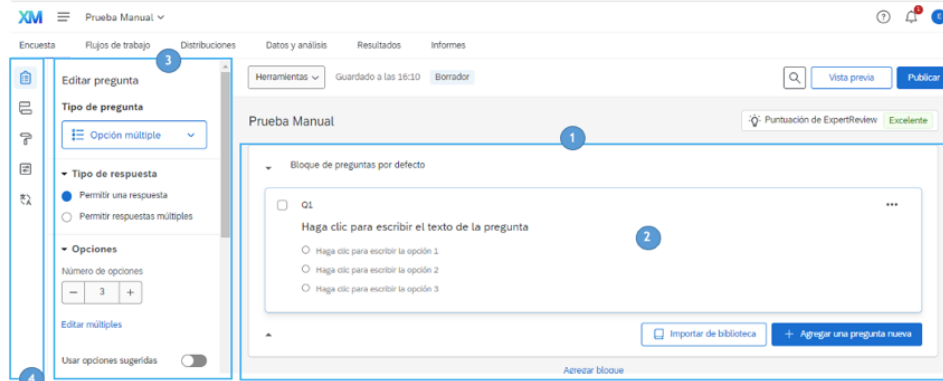 XM Prueba Manual
Encuesta Flujos de trabajo Distribuciones Datos y análisis Resultados Informes
3
Editar pregunta
Tipo de pregunta
Opción múltiple
Tipo de respuesta
Permitir una respuesta
Permitir respuestas múltiples
Opciones
Número de opciones
− 3 +
Editar múltiples
Usar opciones sugeridas
4
Herramientas Guardado a las 16:10 Borrador Vista previa Publicar
Prueba Manual Puntuación de ExpertReview Excelente
1
Bloque de preguntas por defecto
Q1
Haga clic para escribir el texto de la pregunta
2
Haga clic para escribir la opción 1
Haga clic para escribir la opción 2
Haga clic para escribir la opción 3
Importar de biblioteca + Agregar una pregunta nueva
Agregar bloque